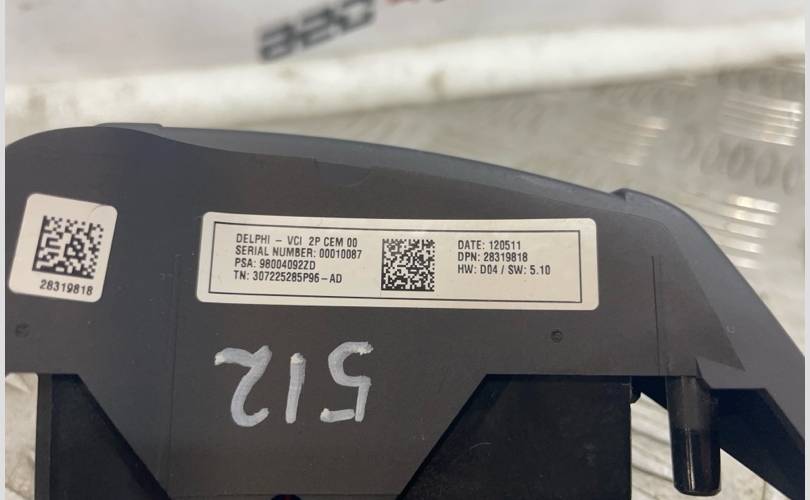 DELPHI - VCI 2P CEM 00
SERIAL NUMBER: 00010087
PSA: 98004092ZD
TN: 307225285P96-AD
DATE: 120511
DPN: 28319818
HW: D04 / SW: 5.10
28319818
512